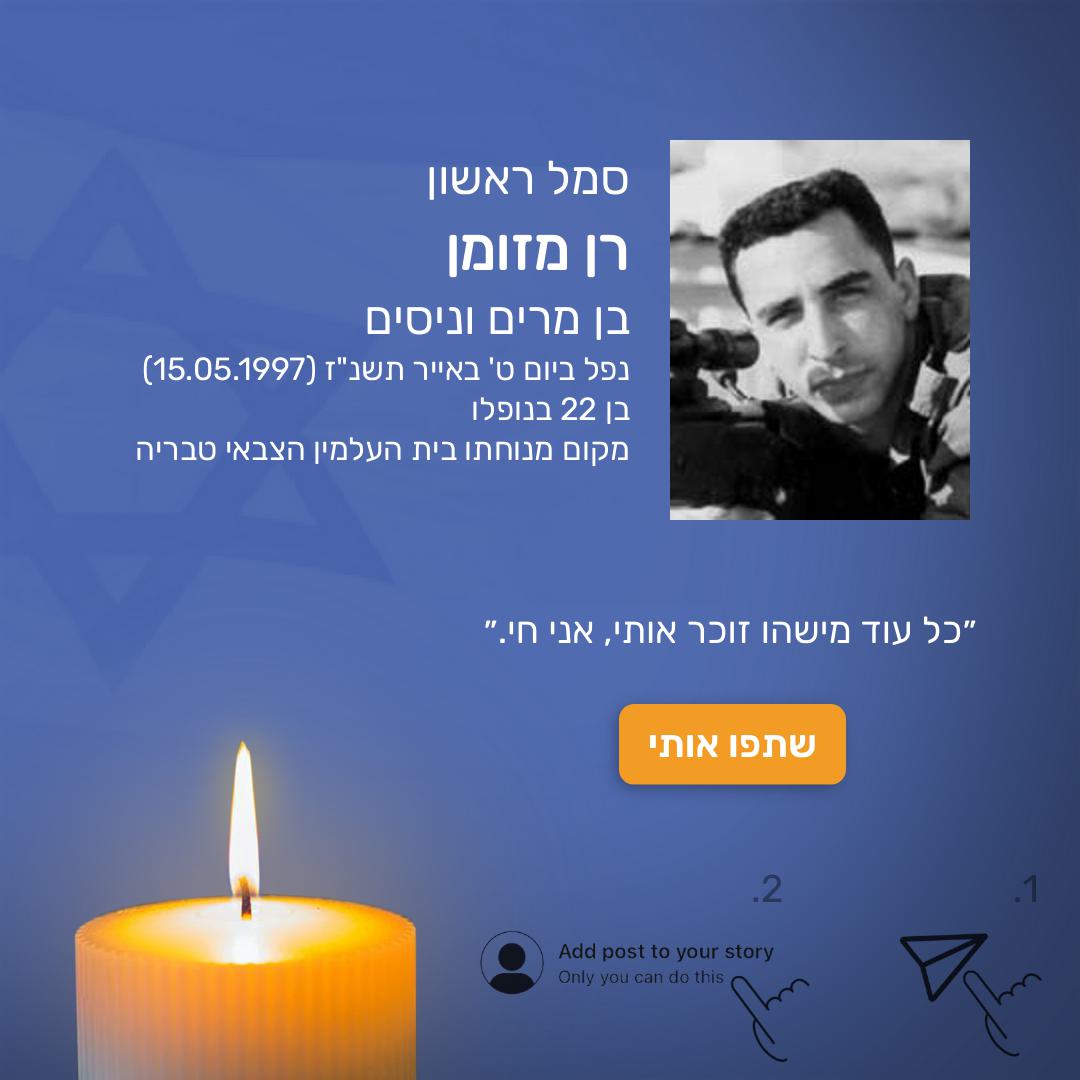 סמל ראשון
רן מזומן
בן מרים וניסים
נפל ביום ט' באייר תשנ"ז (15.05.1997)
בן 22 בנופלו
מקום מנוחתו בית העלמין הצבאי טבריה
״כל עוד מישהו זוכר אותי, אני חי.״
שתפו אותי
1.
2.
Add post to your story
Only you can do this